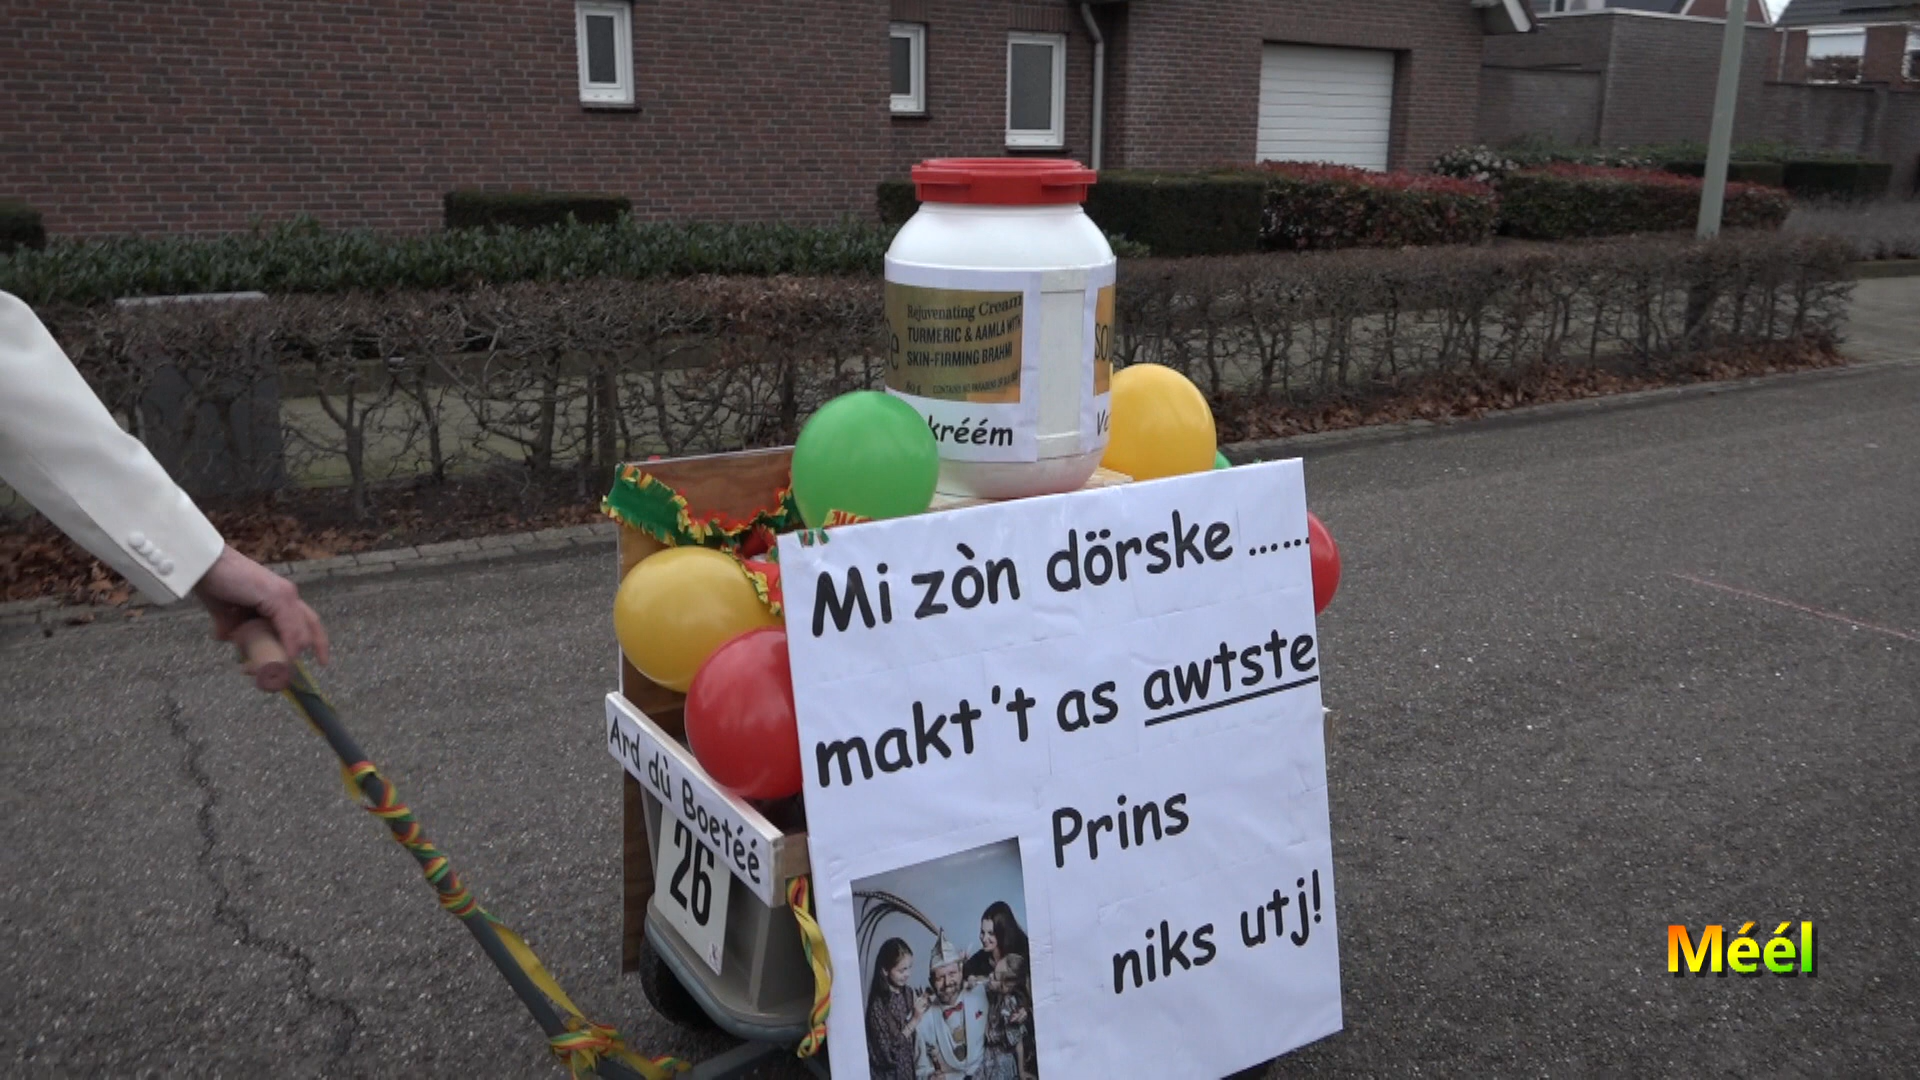 Rejuvenating Cream
TURMERIC & AAMLA WITH
SKIN-FIRMING BRAHMI
kréém
Mi zòn dörske ......
makt 't as awtste
Prins
niks utj!
Ard dù Boetéé
26
Méél